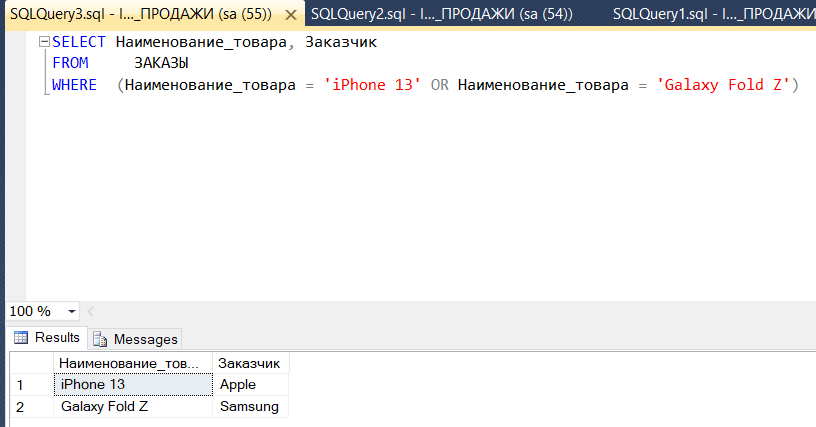 SQLQuery3.sql - l..._ПРОДАЖИ (sa (55)) SQLQuery2.sql - l..._ПРОДАЖИ (sa (54)) SQLQuery1.sql - l..._ПРОДАЖИ
SELECT Наименование_товара, Заказчик
FROM ЗАКАЗЫ
WHERE (Наименование_товара = 'iPhone 13' OR Наименование_товара = 'Galaxy Fold Z')
100 %
Results Messages
Наименование_тов... Заказчик
1 iPhone 13 Apple
2 Galaxy Fold Z Samsung